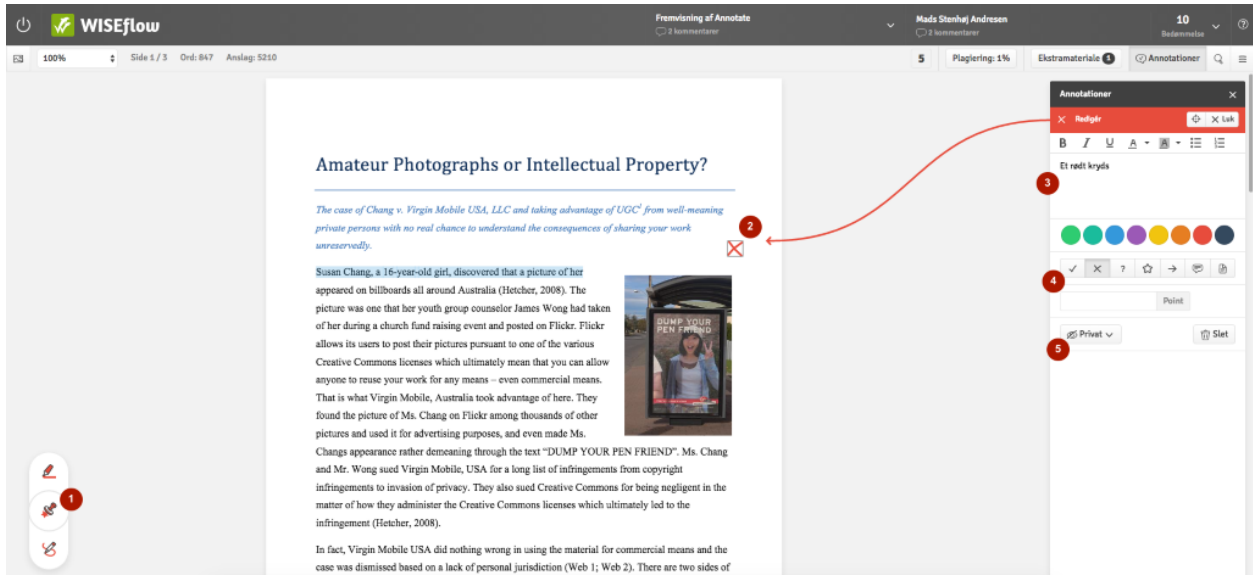 WISEflow
Fremvisning af Annotate
2 kommentarer
Mads Stenhøj Andresen
2 kommentarer
10
Bedømmelse
100%
Side 1 / 3 Ord: 847 Anslag: 5210
5
Plagiering: 1%
Ekstramateriale 1
Annotationer
Annotationer
Redigér
Luk
B I U A A
Et rødt kryds
3
?
4
Point
Privat
Slet
5
Amateur Photographs or Intellectual Property?
The case of Chang v. Virgin Mobile USA, LLC and taking advantage of UGC¹ from well-meaning
private persons with no real chance to understand the consequences of sharing your work
unreservedly.
2
Susan Chang, a 16-year-old girl, discovered that a picture of her
appeared on billboards all around Australia (Hetcher, 2008). The
picture was one that her youth group counselor James Wong had taken
of her during a church fund raising event and posted on Flickr. Flickr
allows its users to post their pictures pursuant to one of the various
Creative Commons licenses which ultimately mean that you can allow
anyone to reuse your work for any means – even commercial means.
That is what Virgin Mobile, Australia took advantage of here. They
found the picture of Ms. Chang on Flickr among thousands of other
pictures and used it for advertising purposes, and even made Ms.
Changs appearance rather demeaning through the text “DUMP YOUR PEN FRIEND”. Ms. Chang
and Mr. Wong sued Virgin Mobile, USA for a long list of infringements from copyright
infringements to invasion of privacy. They also sued Creative Commons for being negligent in the
matter of how they administer the Creative Commons licenses which ultimately led to the
infringement (Hetcher, 2008).
In fact, Virgin Mobile USA did nothing wrong in using the material for commercial means and the
case was dismissed based on a lack of personal jurisdiction (Web 1; Web 2). There are two sides of
DUMP YOUR
PEN FRIEND
1